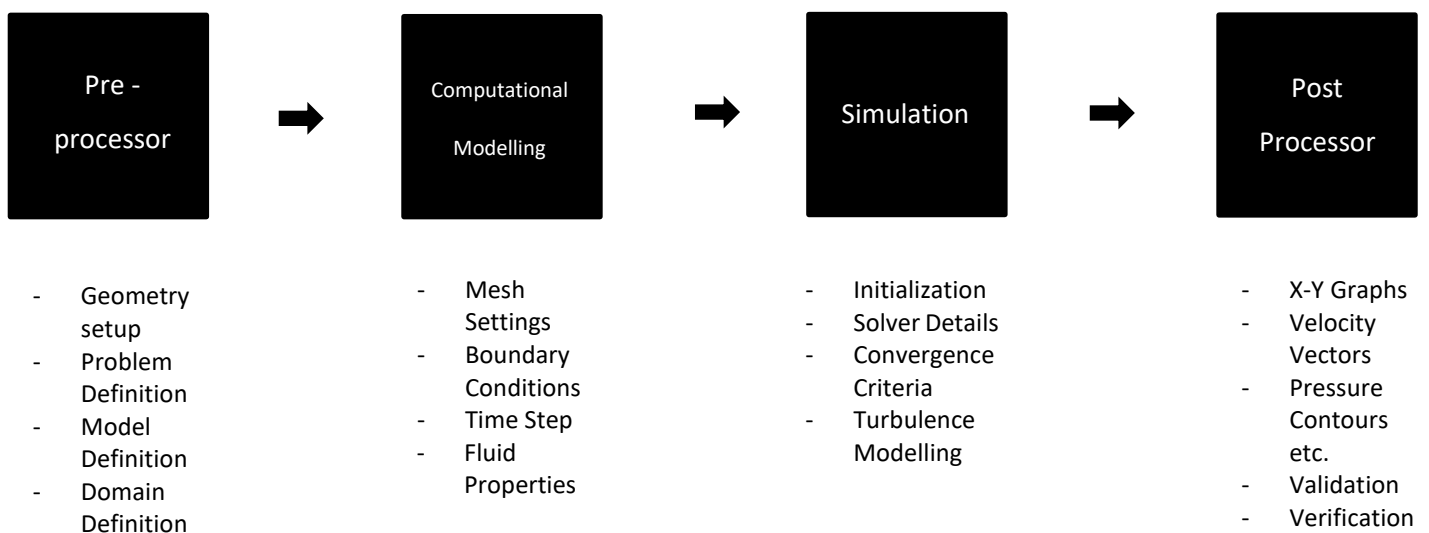 Pre -
processor
Computational
Modelling
Simulation
Post
Processor
- Geometry
setup
- Problem
Definition
- Model
Definition
- Domain
Definition
- Mesh
Settings
- Boundary
Conditions
- Time Step
- Fluid
Properties
- Initialization
- Solver Details
- Convergence
Criteria
- Turbulence
Modelling
- X-Y Graphs
- Velocity
Vectors
- Pressure
Contours
etc.
- Validation
- Verification